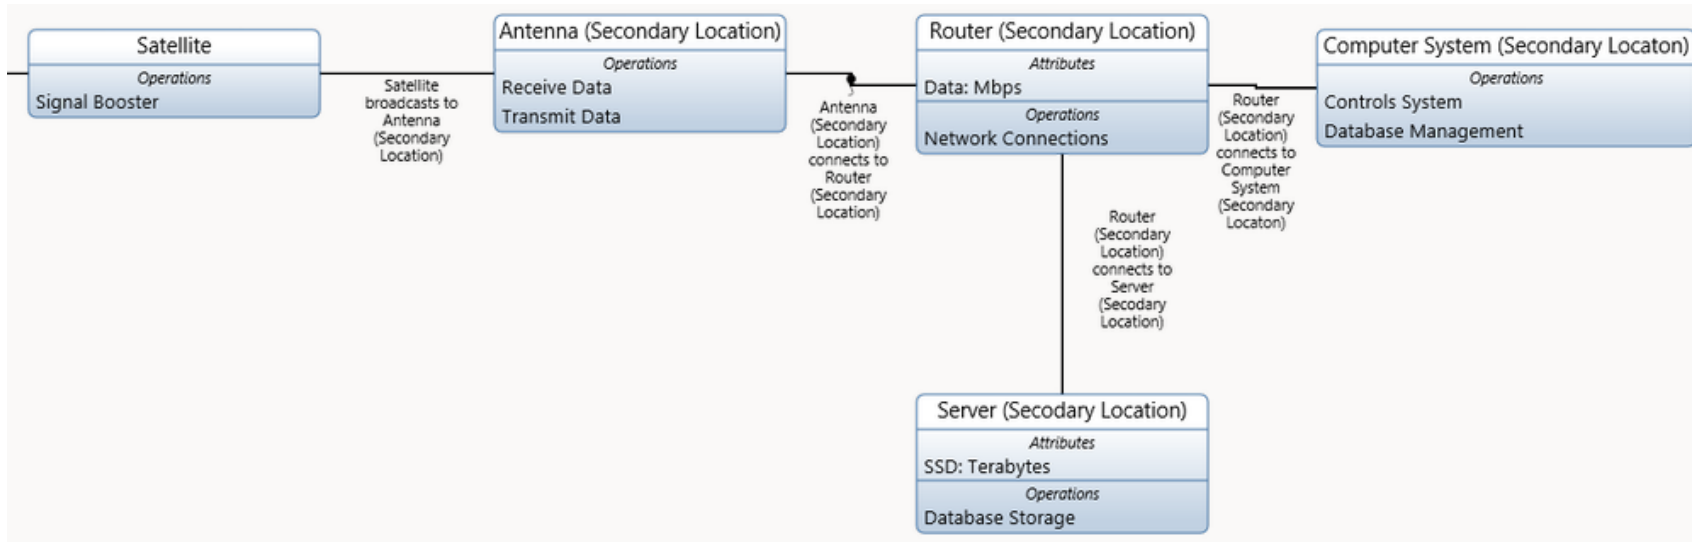 Satellite
Operations
Signal Booster
Satellite
broadcasts to
Antenna
(Secondary
Location)
Antenna (Secondary Location)
Operations
Receive Data
Transmit Data
Antenna
(Secondary
Location)
connects to
Router
(Secondary
Location)
Router (Secondary Location)
Attributes
Data: Mbps
Operations
Network Connections
Router
(Secondary
Location)
connects to
Computer
System
(Secondary
Locaton)
Computer System (Secondary Locaton)
Operations
Controls System
Database Management
Router
(Secondary
Location)
connects to
Server
(Secodary
Location)
Server (Secodary Location)
Attributes
SSD: Terabytes
Operations
Database Storage